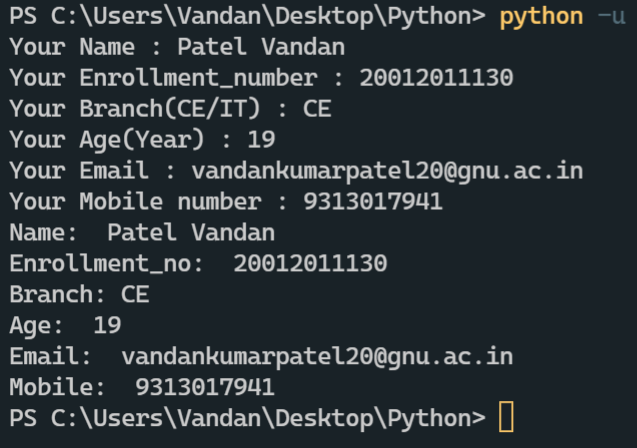 PS C:\Users\Vandan\Desktop\Python> python -u
Your Name : Patel Vandan
Your Enrollment_number : 20012011130
Your Branch(CE/IT) : CE
Your Age(Year) : 19
Your Email : vandankumarpatel20@gnu.ac.in
Your Mobile number : 9313017941
Name:  Patel Vandan
Enrollment_no:  20012011130
Branch: CE
Age:  19
Email:  vandankumarpatel20@gnu.ac.in
Mobile:  9313017941
PS C:\Users\Vandan\Desktop\Python>